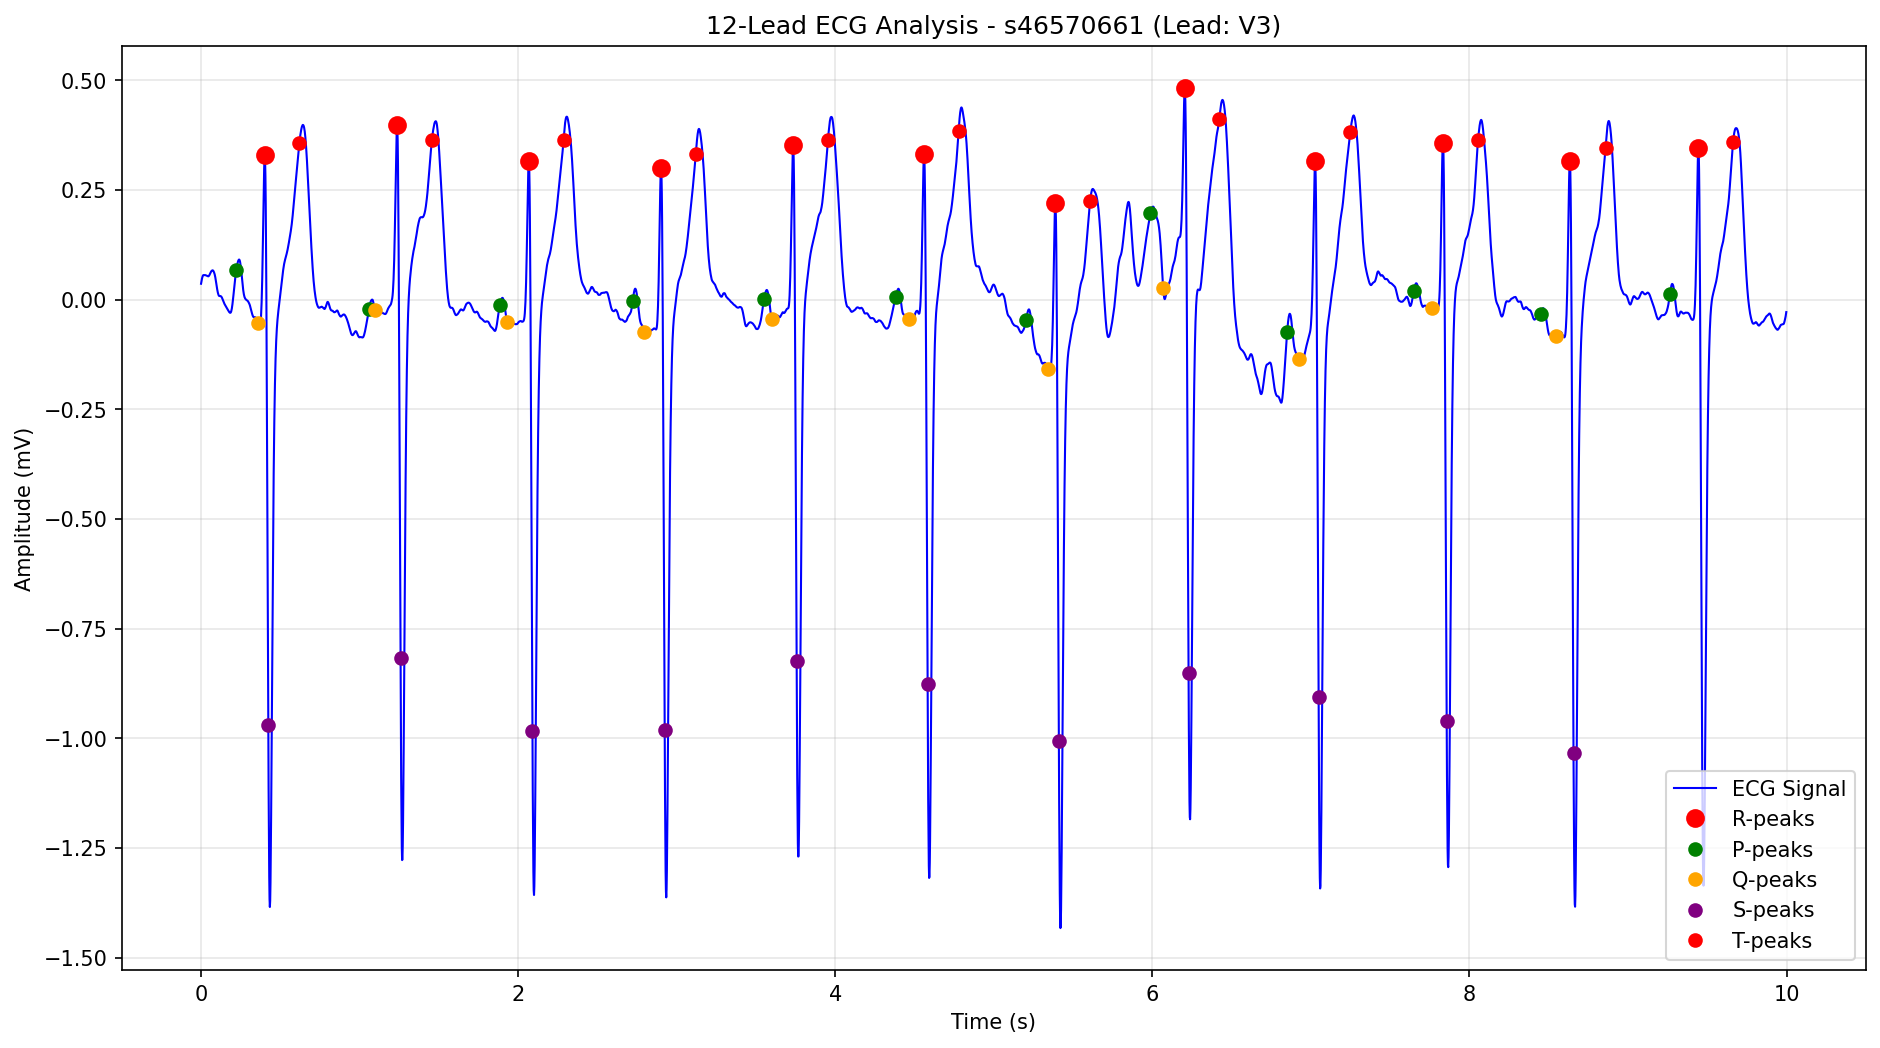 12-Lead ECG Analysis - s46570661 (Lead: V3)
Amplitude (mV)
0.50
0.25
0.00
−0.25
−0.50
−0.75
−1.00
−1.25
−1.50
ECG Signal
R-peaks
P-peaks
Q-peaks
S-peaks
T-peaks
0
2
4
6
8
10
Time (s)